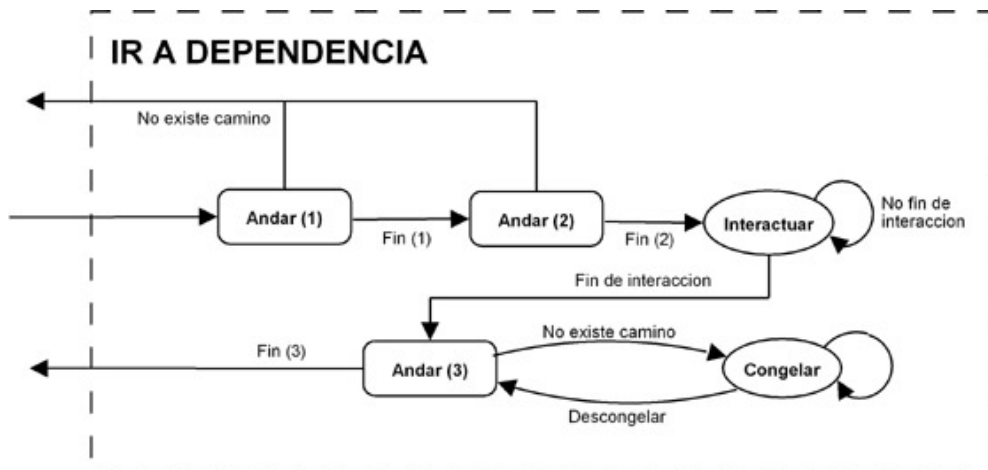 IR A DEPENDENCIA
No existe camino
Andar (1)
Fin (1)
Andar (2)
Fin (2)
Interactuar
No fin de
interaccion
Fin de interaccion
Fin (3)
Andar (3)
No existe camino
Congelar
Descongelar